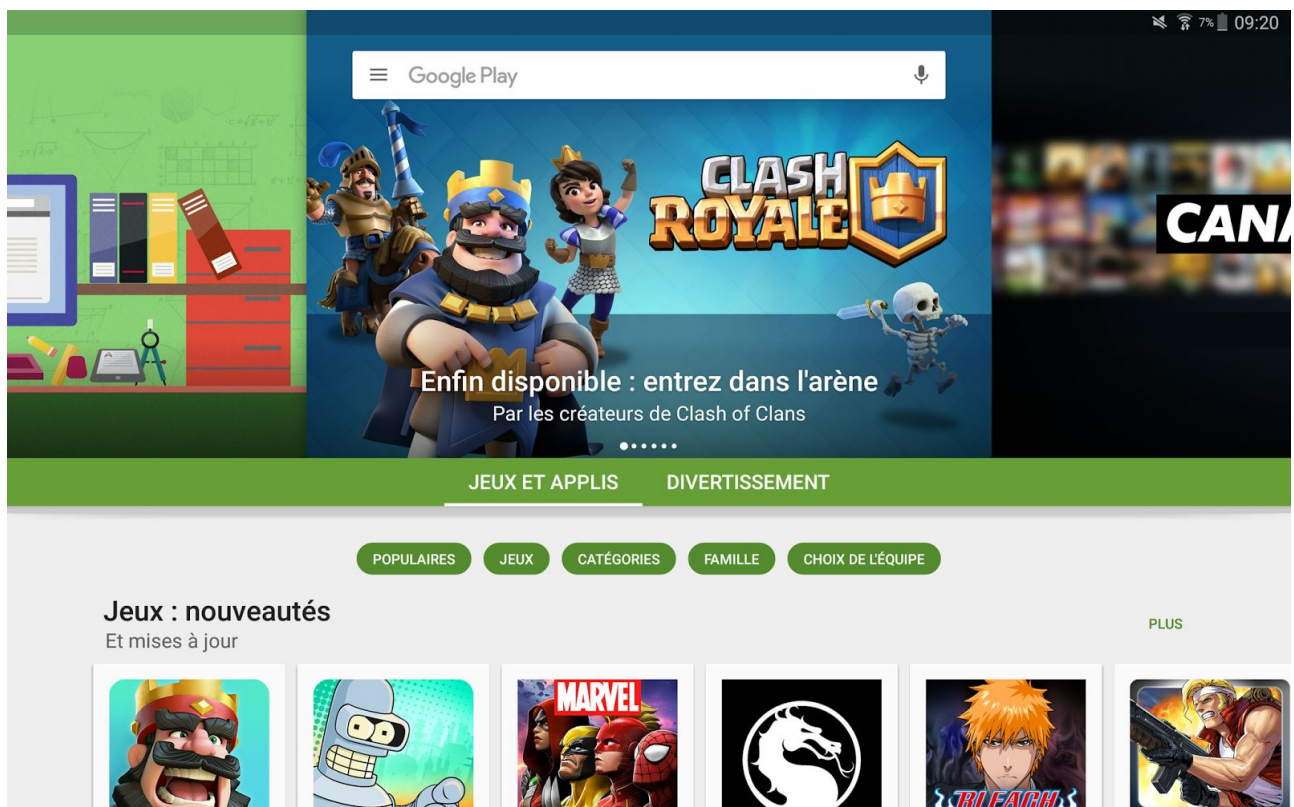 7% 09:20
Google Play
CLASH
ROYALE
CANA
Enfin disponible : entrez dans l'arène
Par les créateurs de Clash of Clans
JEUX ET APPLIS DIVERTISSEMENT
POPULAIRES JEUX CATÉGORIES FAMILLE CHOIX DE L'ÉQUIPE
Jeux : nouveautés
PLUS
Et mises à jour
MARVEL
BLEACH